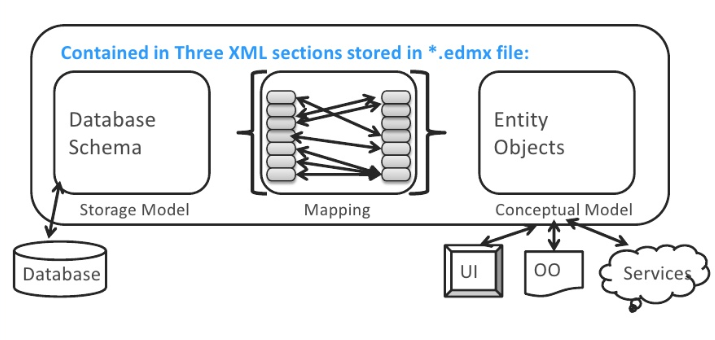 Contained in Three XML sections stored in *.edmx file:
Database
Schema
Entity
Objects
Storage Model
Mapping
Conceptual Model
Database
UI
OO
Services